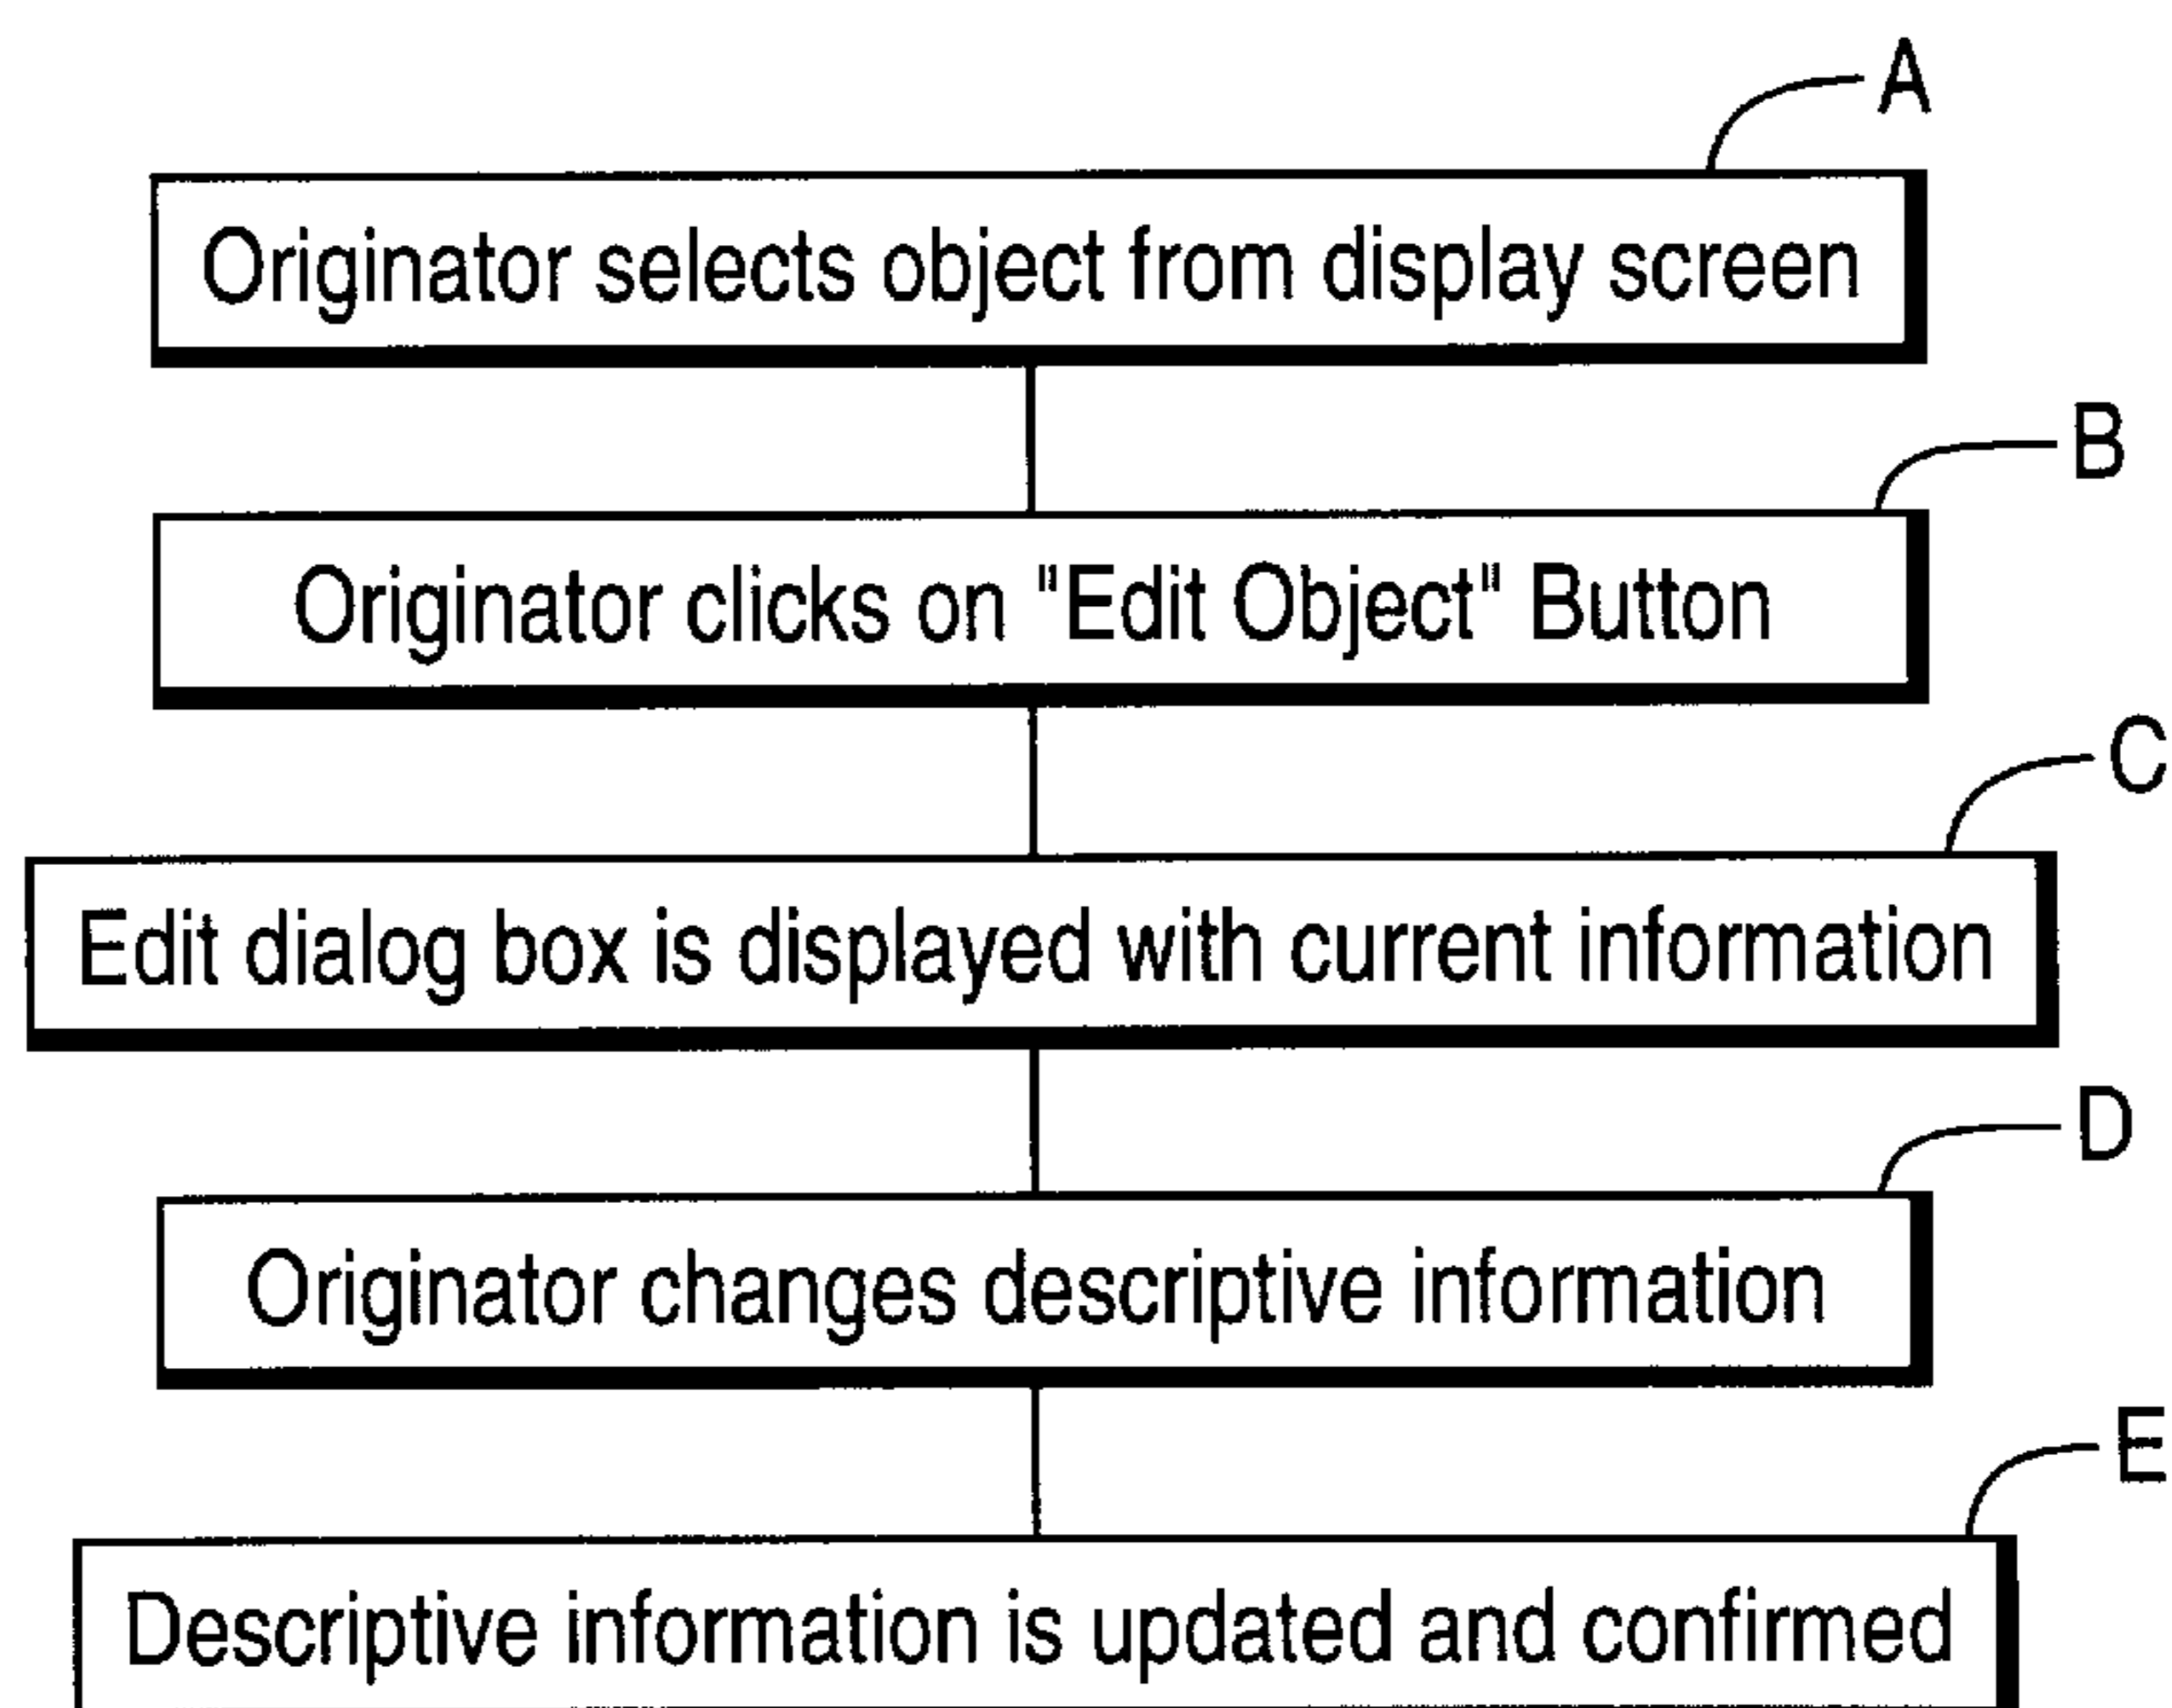 A
Originator selects object from display screen
B
Originator clicks on "Edit Object" Button
C
Edit dialog box is displayed with current information
D
Originator changes descriptive information
E
Descriptive information is updated and confirmed